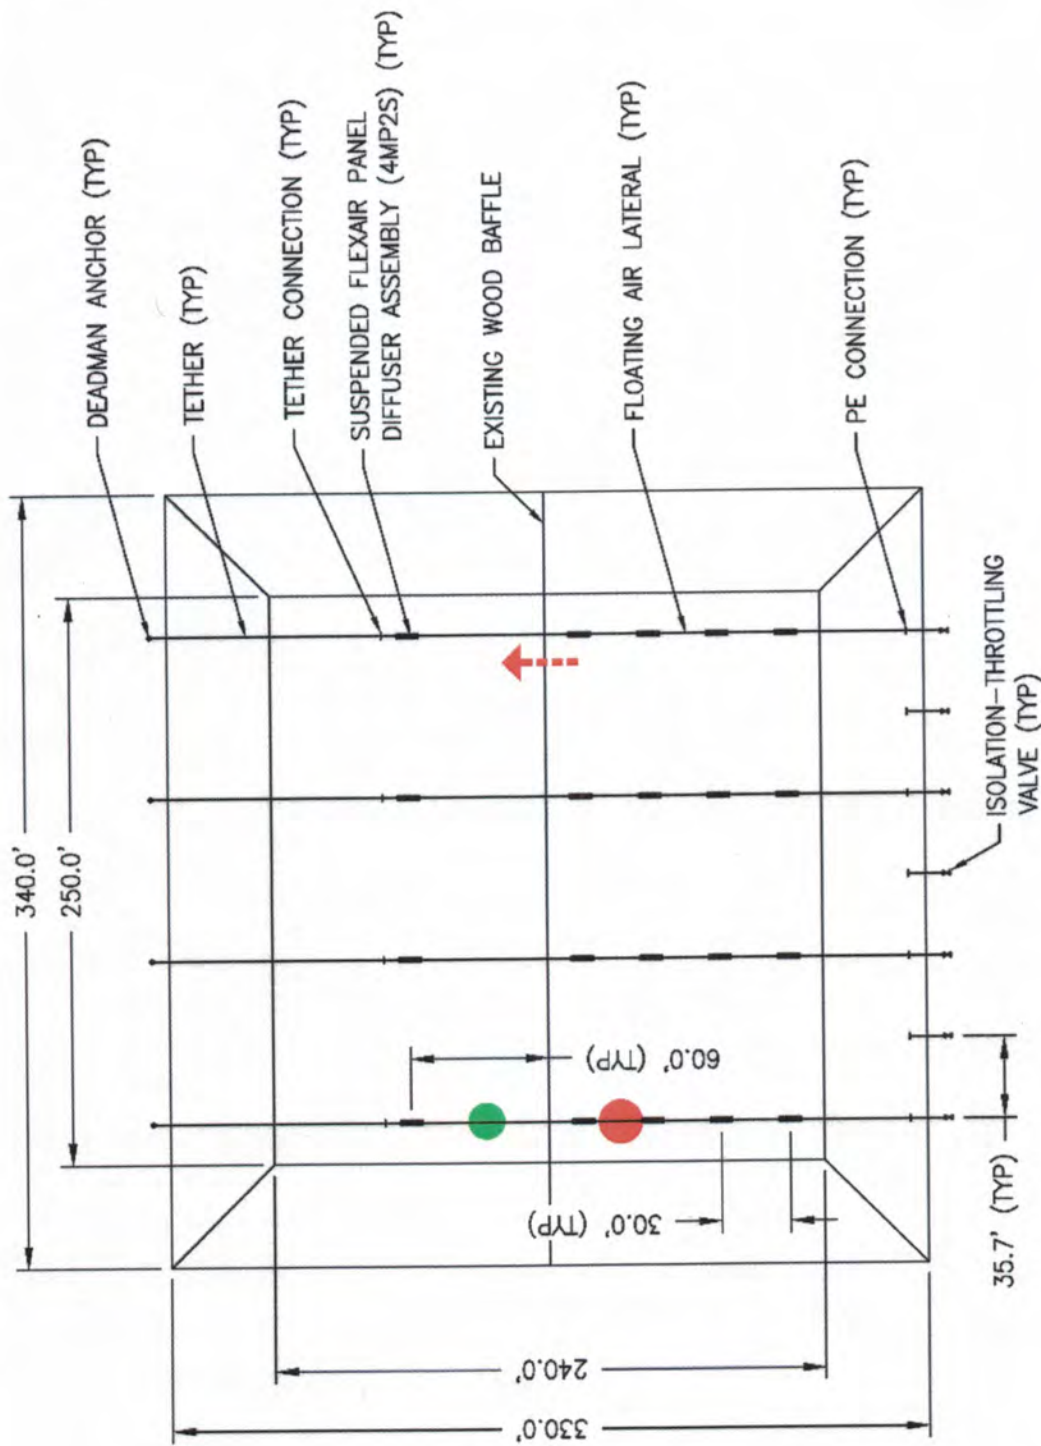 340.0'
250.0'
DEADMAN ANCHOR (TYP)
TETHER (TYP)
TETHER CONNECTION (TYP)
SUSPENDED FLEXAIR PANEL
DIFFUSER ASSEMBLY (4MP2S) (TYP)
EXISTING WOOD BAFFLE
FLOATING AIR LATERAL (TYP)
PE CONNECTION (TYP)
ISOLATION-THROTTLING
VALVE (TYP)
60.0' (TYP)
30.0' (TYP)
35.7' (TYP)
240.0'
330.0'